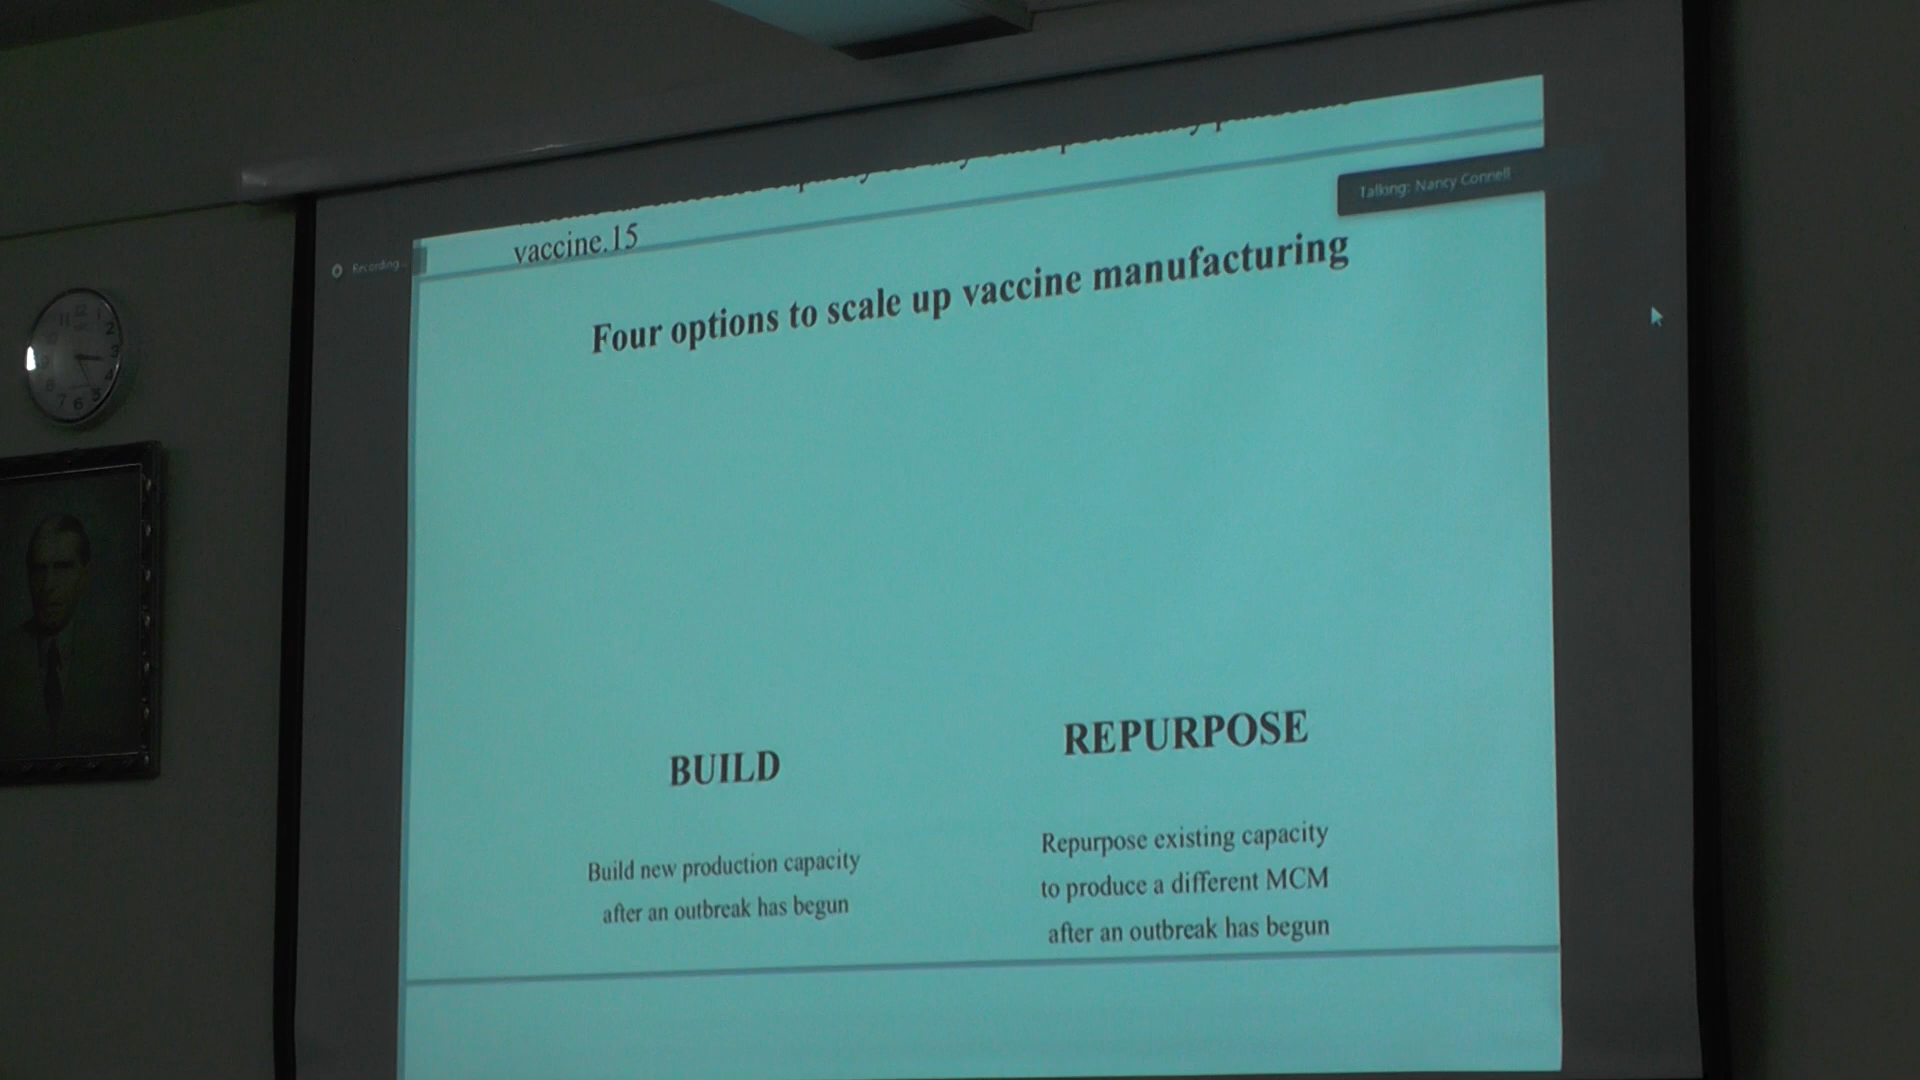 vaccine.15
Talking: Nancy Connell
Recording...
Four options to scale up vaccine manufacturing
BUILD
Build new production capacity
after an outbreak has begun
REPURPOSE
Repurpose existing capacity
to produce a different MCM
after an outbreak has begun